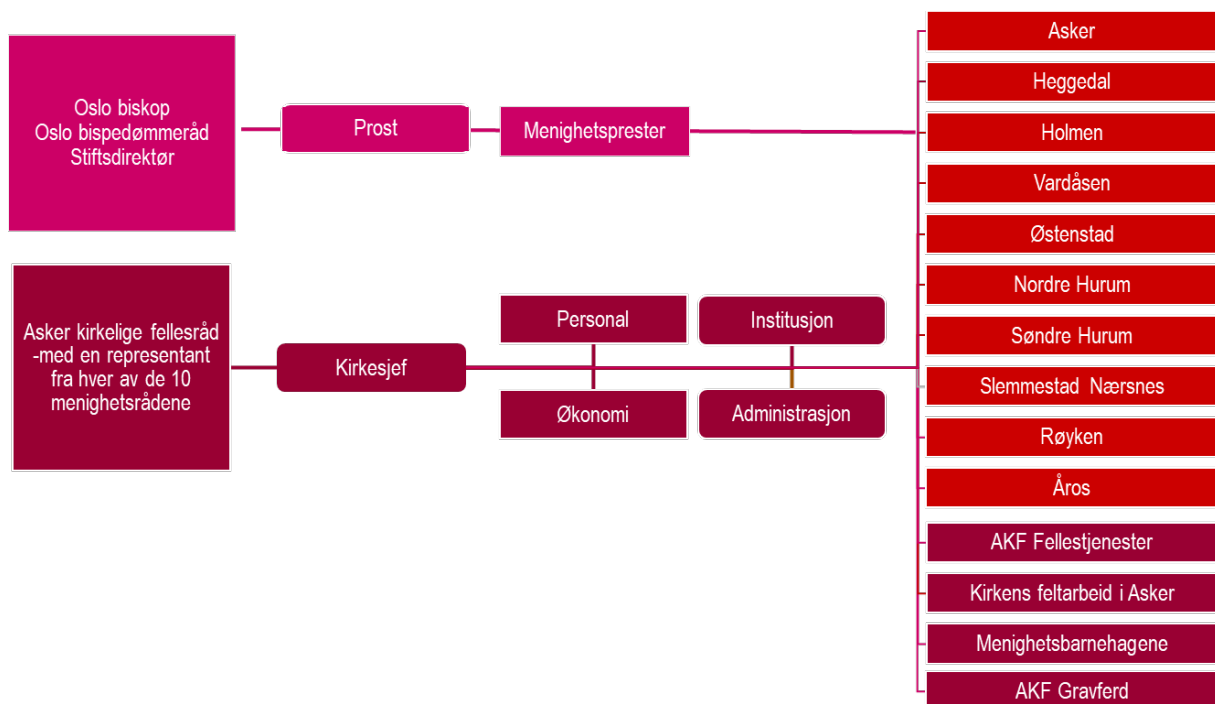 Oslo biskop
Oslo bispedømmeråd
Stiftsdirektør
Prost
Menighetsprester
Asker kirkelige fellesråd
-med en representant
fra hver av de 10
menighetsrådene
Kirkesjef
Personal
Institusjon
Økonomi
Administrasjon
Asker
Heggedal
Holmen
Vardåsen
Østenstad
Nordre Hurum
Søndre Hurum
Slemmestad Nærsnes
Røyken
Åros
AKF Fellestjenester
Kirkens feltarbeid i Asker
Menighetsbarnehagene
AKF Gravferd